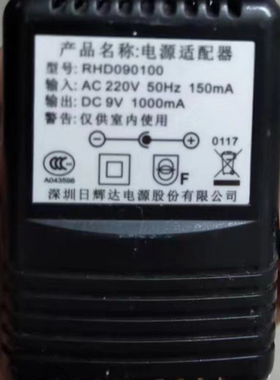 产品名称:电源适配器
型号: RHD090100
输入: AC 220V 50Hz 150mA
输出: DC 9V 1000mA
警告: 仅供室内使用
0117
A043598
深圳日辉达电源股份有限公司